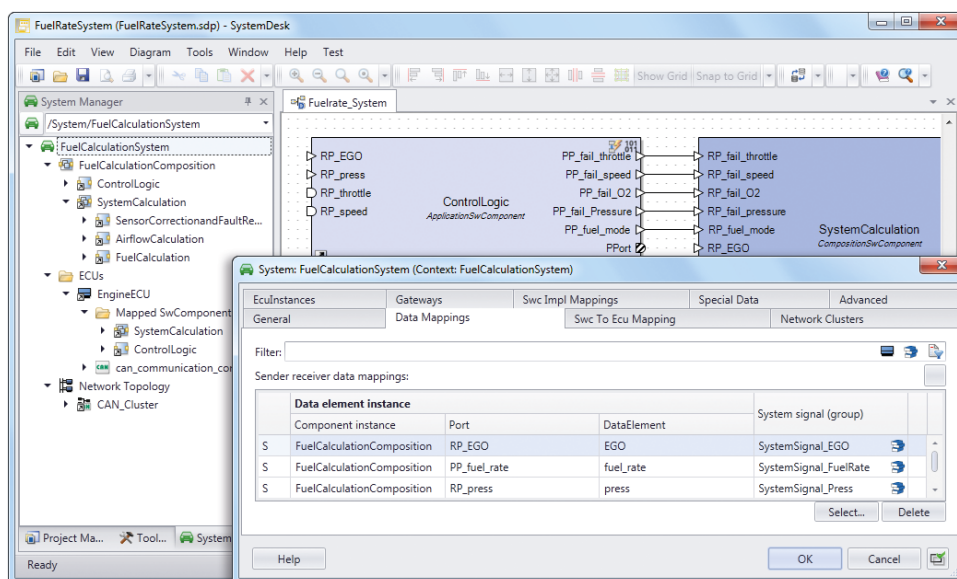 FuelRateSystem (FuelRateSystem.sdp) - SystemDesk
File Edit View Diagram Tools Window Help Test
Show Grid Snap to Grid
System Manager
Fuelrate_System
/System/FuelCalculationSystem
FuelCalculationSystem
FuelCalculationComposition
ControlLogic
SystemCalculation
SensorCorrectionandFaultRe...
AirflowCalculation
FuelCalculation
ECUs
EngineECU
Mapped SwComponent
SystemCalculation
ControlLogic
can_communication_cor
Network Topology
CAN_Cluster
RP_EGO
RP_press
RP_throttle
RP_speed
ControlLogic
ApplicationSwComponent
101
011
PP_fail_throttle
PP_fail_speed
PP_fail_O2
PP_fail_Pressure
PP_fuel_mode
PPort
RP_fail_throttle
RP_fail_speed
RP_fail_O2
RP_fail_pressure
RP_fuel_mode
RP_EGO
SystemCalculation
CompositionSwComponent
System: FuelCalculationSystem (Context: FuelCalculationSystem)
EcuInstances Gateways Swc Impl Mappings Special Data Advanced
General Data Mappings Swc To Ecu Mapping Network Clusters
Filter:
Sender receiver data mappings:
Data element instance System signal (group)
Component instance Port DataElement
S FuelCalculationComposition RP_EGO EGO SystemSignal_EGO
S FuelCalculationComposition PP_fuel_rate fuel_rate SystemSignal_FuelRate
S FuelCalculationComposition RP_press press SystemSignal_Press
Select... Delete
Project Ma... Tool... System
Help OK Cancel
Ready